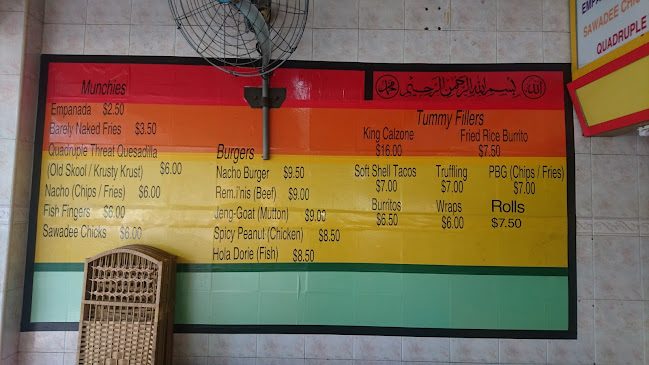 Munchies
Empanada $2.50
Barely Naked Fries $3.50
Quadruple Threat Quesadilla
(Old Skool / Krusty Krust) $6.00
Nacho (Chips / Fries) $6.00
Fish Fingers $6.00
Sawadee Chicks $6.00
Burgers
Nacho Burger $9.50
Rem.i'nis (Beef) $9.00
Jeng-Goat (Mutton) $9.00
Spicy Peanut (Chicken) $8.50
Hola Dorie (Fish) $8.50
الله بسم الله الرحمن الرحيم محمد
Tummy Fillers
King Calzone Fried Rice Burrito
$16.00 $7.50
Soft Shell Tacos Truffling PBG (Chips / Fries)
$7.00 $7.00 $7.00
Burritos Wraps Rolls
$6.50 $6.00 $7.50
SAWADEE CHIC
QUADRUPLE